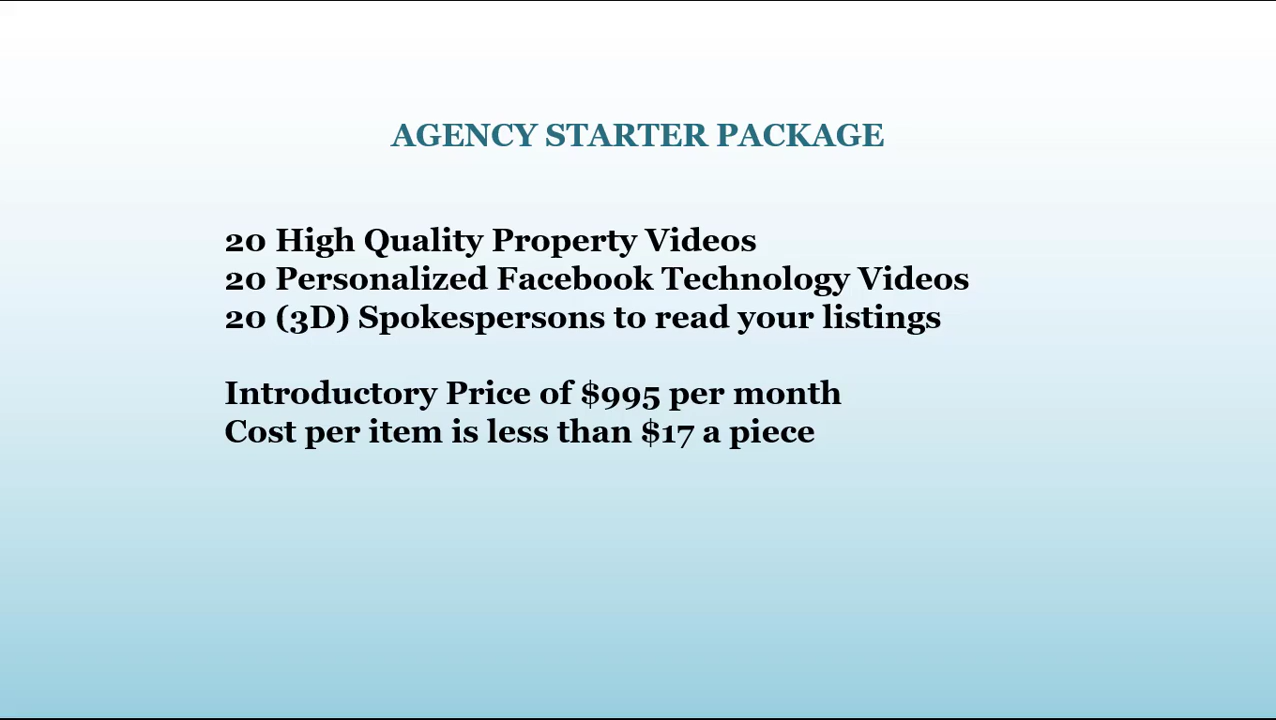 AGENCY STARTER PACKAGE
20 High Quality Property Videos
20 Personalized Facebook Technology Videos
20 (3D) Spokespersons to read your listings
Introductory Price of $995 per month
Cost per item is less than $17 a piece